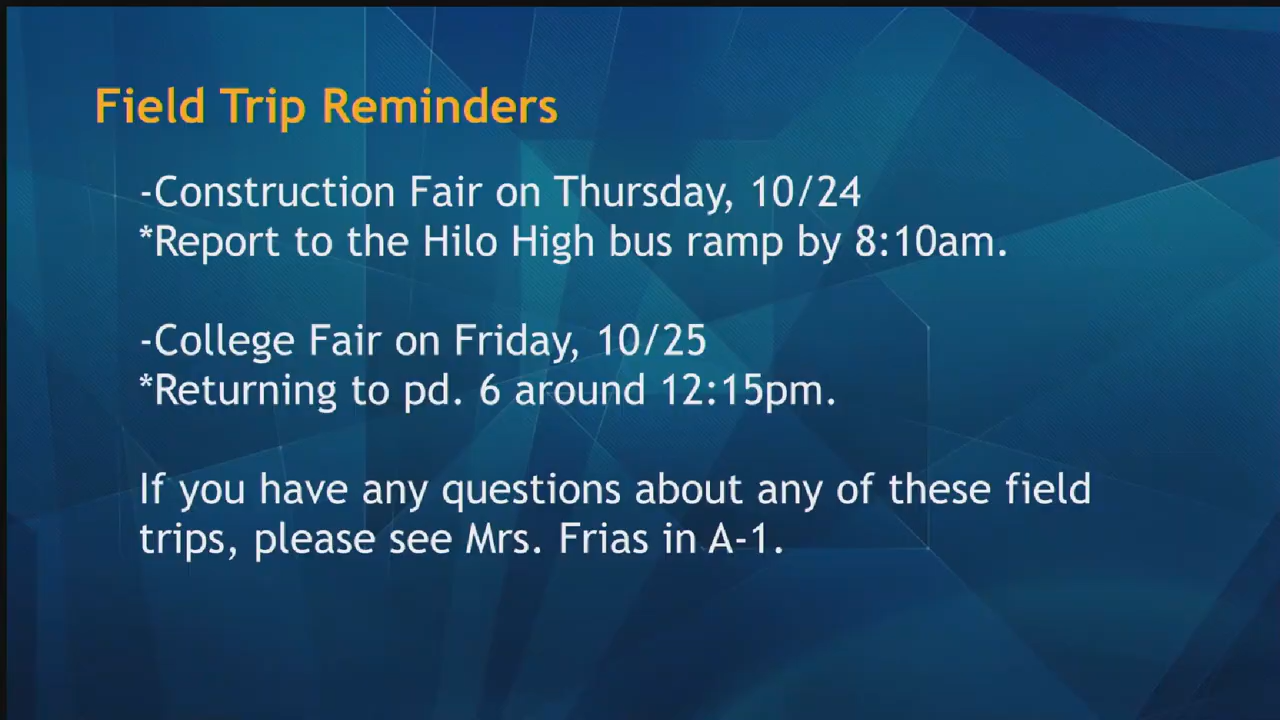 Field Trip Reminders
-Construction Fair on Thursday, 10/24
*Report to the Hilo High bus ramp by 8:10am.
-College Fair on Friday, 10/25
*Returning to pd. 6 around 12:15pm.
If you have any questions about any of these field
trips, please see Mrs. Frias in A-1.